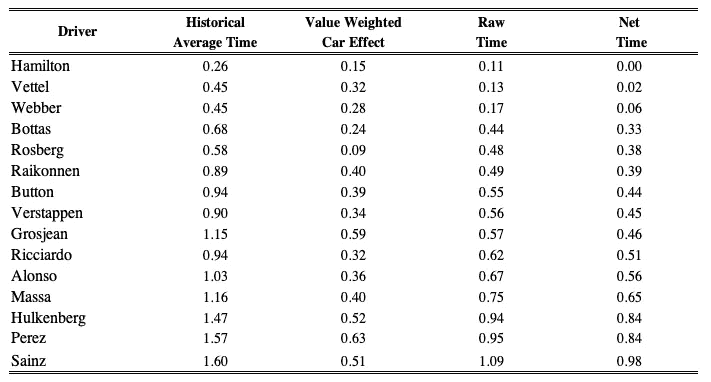 Driver Historical Average Time Value Weighted Car Effect Raw Time Net Time
Hamilton 0.26 0.15 0.11 0.00
Vettel 0.45 0.32 0.13 0.02
Webber 0.45 0.28 0.17 0.06
Bottas 0.68 0.24 0.44 0.33
Rosberg 0.58 0.09 0.48 0.38
Raikonnen 0.89 0.40 0.49 0.39
Button 0.94 0.39 0.55 0.44
Verstappen 0.90 0.34 0.56 0.45
Grosjean 1.15 0.59 0.57 0.46
Ricciardo 0.94 0.32 0.62 0.51
Alonso 1.03 0.36 0.67 0.56
Massa 1.16 0.40 0.75 0.65
Hulkenberg 1.47 0.52 0.94 0.84
Perez 1.57 0.63 0.95 0.84
Sainz 1.60 0.51 1.09 0.98